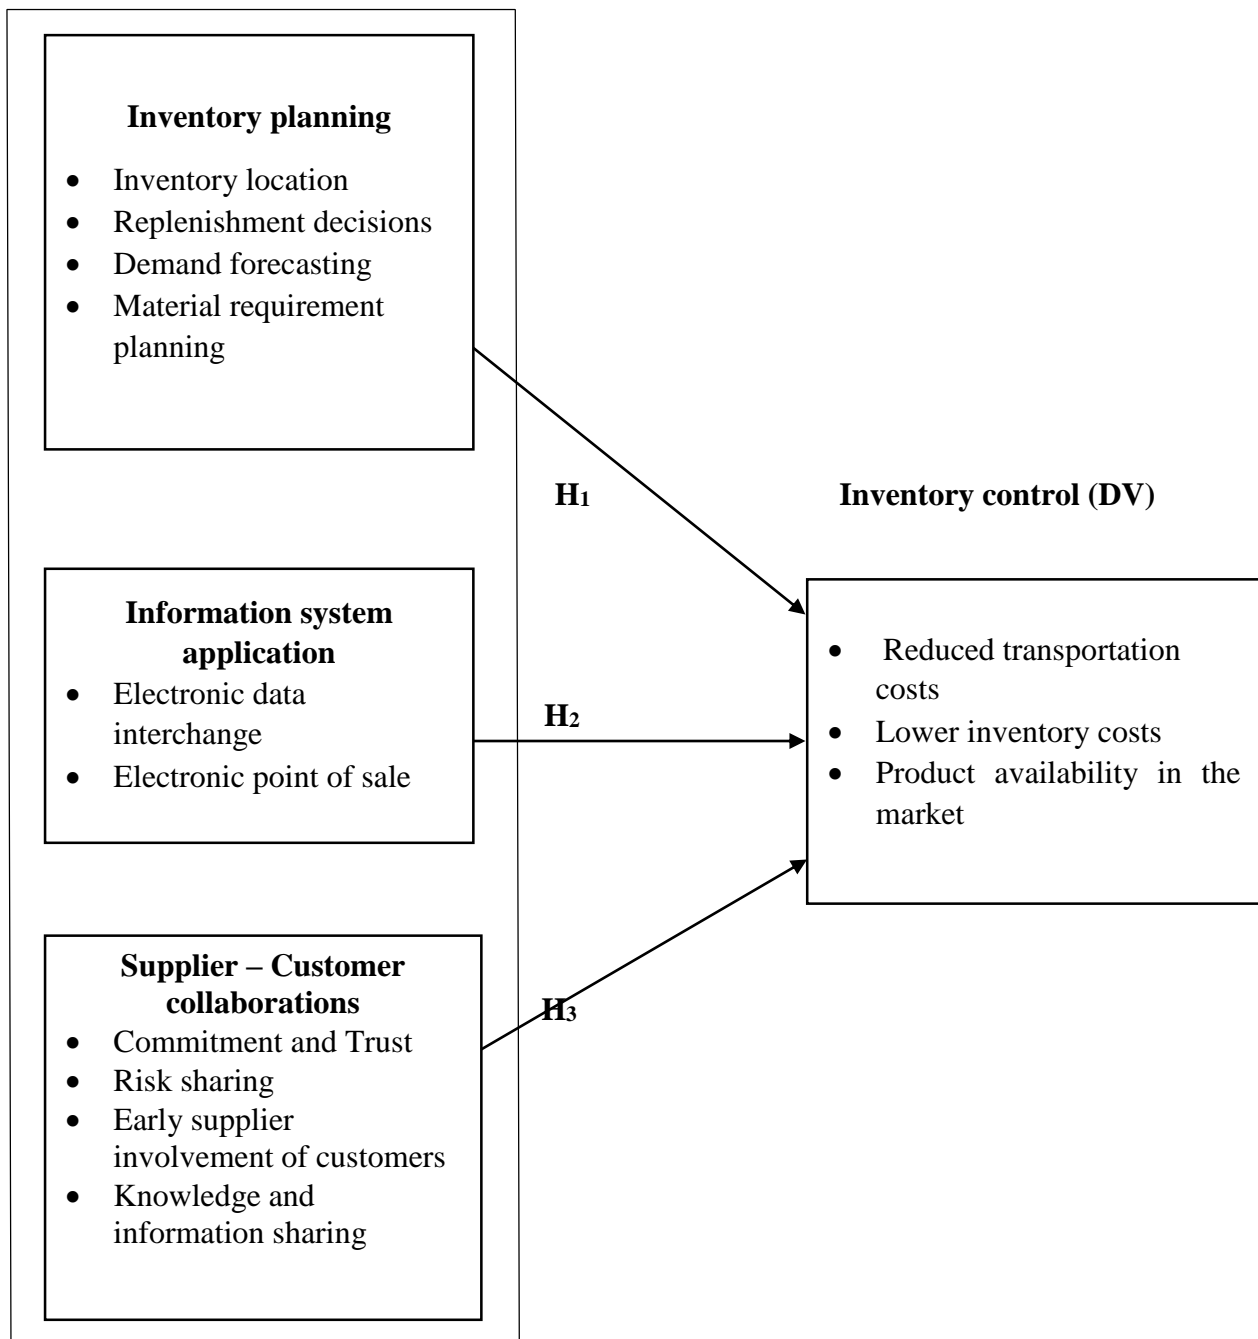 Inventory planning
• Inventory location
• Replenishment decisions
• Demand forecasting
• Material requirement
planning
H1
Inventory control (DV)
Information system
application
• Electronic data
interchange
• Electronic point of sale
H2
• Reduced transportation
costs
• Lower inventory costs
• Product availability in the
market
Supplier – Customer
collaborations
• Commitment and Trust
• Risk sharing
• Early supplier
involvement of customers
• Knowledge and
information sharing
H3